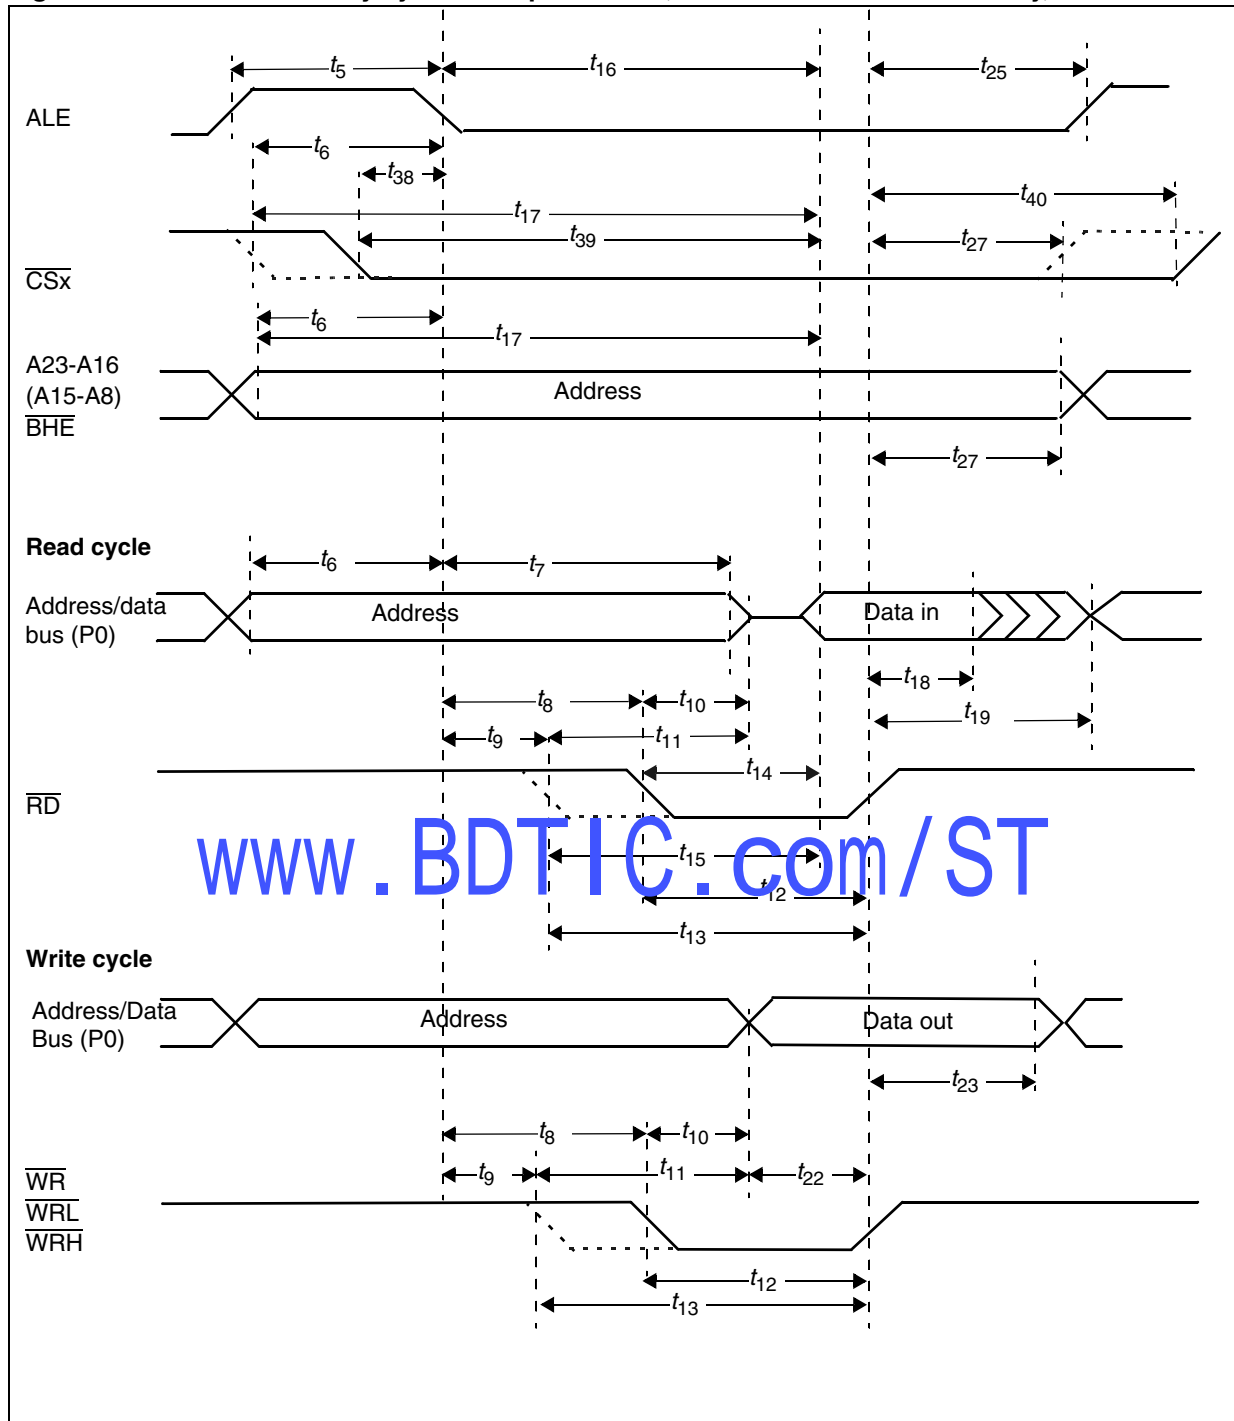 t5 t16 t25
ALE
t6
t38
t40
t17
t39 t27
CSx
t6
t17
A23-A16
(A15-A8) Address
BHE
t27
Read cycle
t6 t7
Address/data Address Data in
bus (P0)
t18
t8 t10
t19
t9 t11
t14
RD
www.BDTIC.com/ST
t15
t12
t13
Write cycle
Address/Data Address Data out
Bus (P0)
t23
t8 t10
t9 t11 t22
WR
WRL
WRH
t12
t13